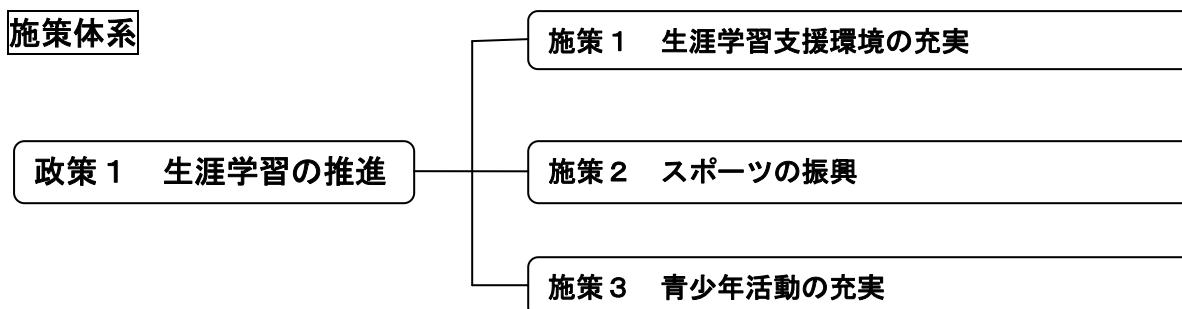 施策体系
施策１　生涯学習支援環境の充実
政策１　生涯学習の推進
施策２　スポーツの振興
施策３　青少年活動の充実